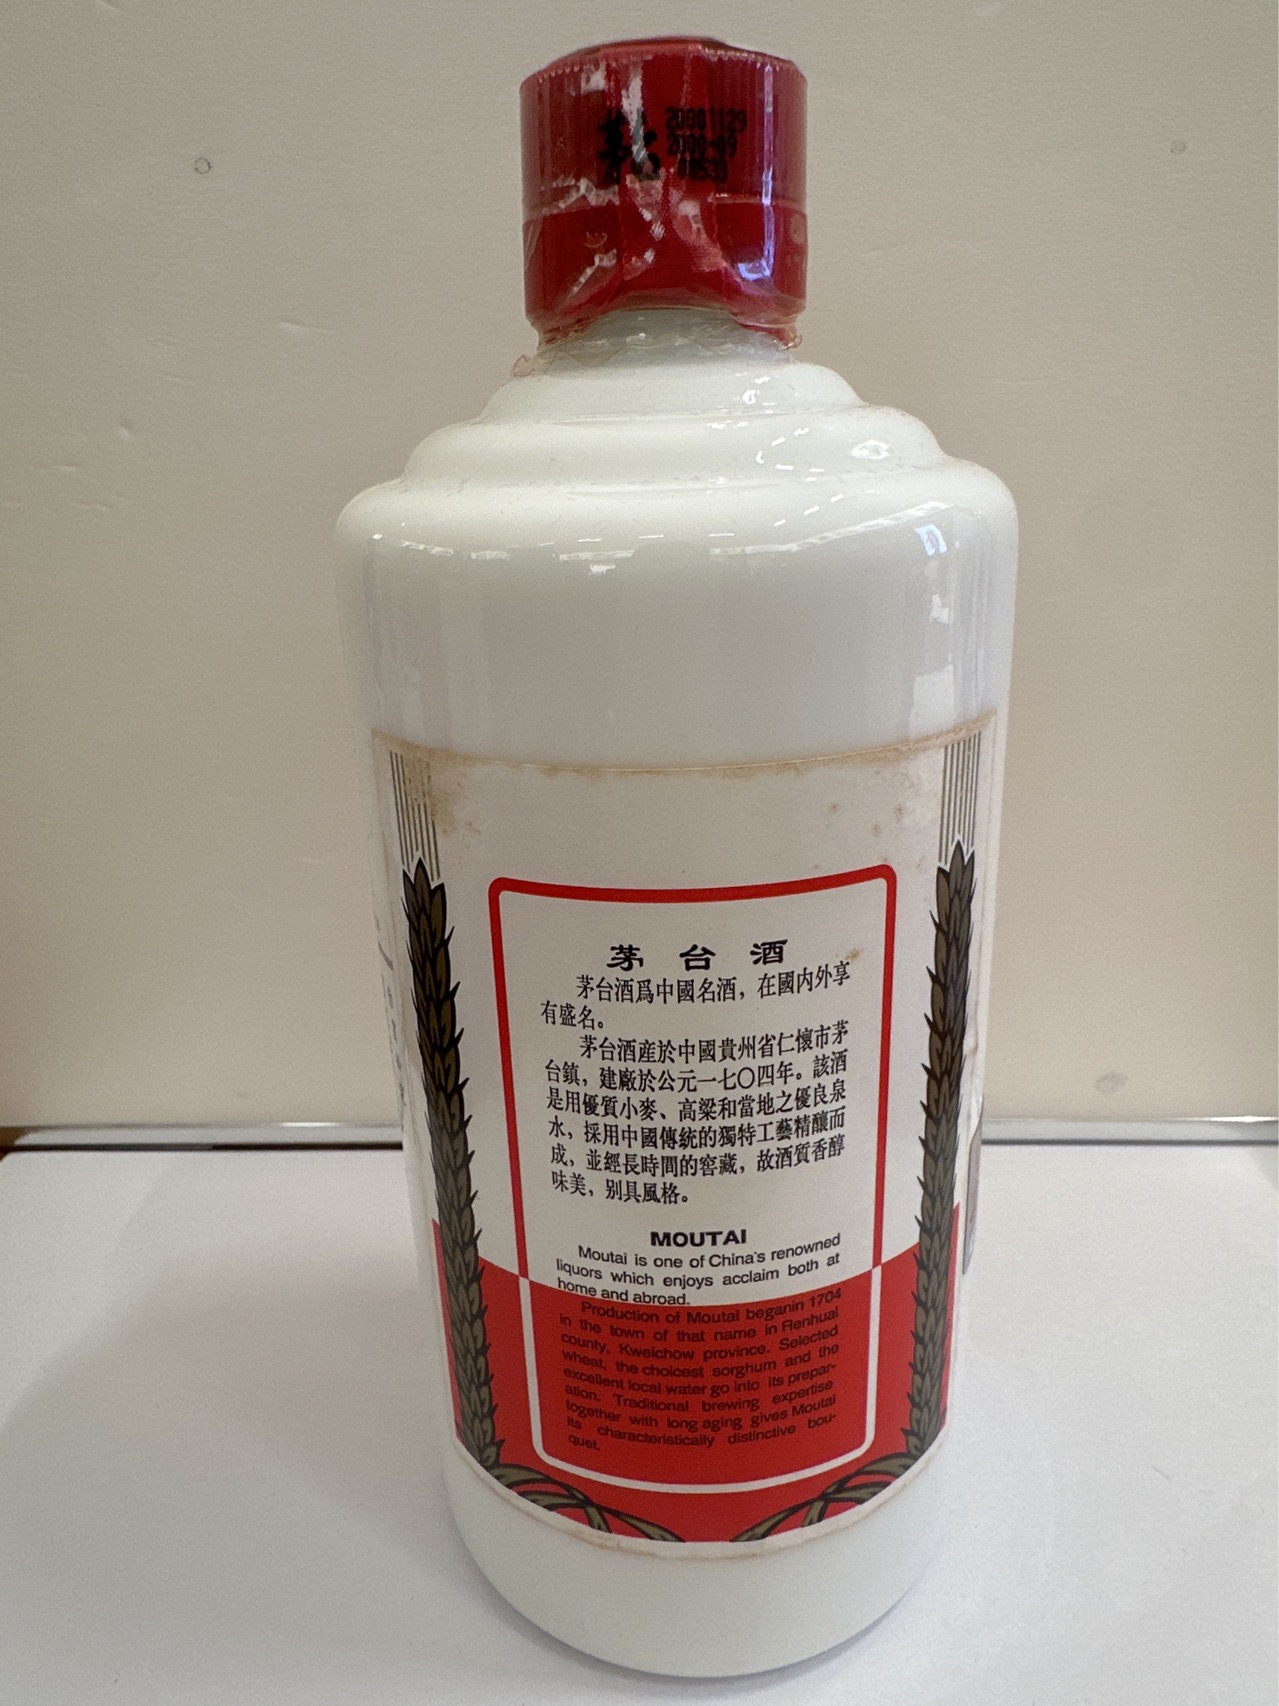 茅台
20001129
2000-09
茅台酒
茅台酒爲中國名酒，在國内外享
有盛名。
茅台酒産於中國貴州省仁懷市茅
台鎮，建廠於公元一七〇四年。該酒
是用優質小麥、高粱和當地之優良泉
水，採用中國傳統的獨特工藝精釀而
成，並經長時間的窖藏，故酒質香醇
味美，别具風格。
MOUTAI
Moutai is one of China's renowned
liquors which enjoys acclaim both at
home and abroad.
Production of Moutai beganin 1704
in the town of that name in Renhuai
county, Kweichow province. Selected
wheat, the choicest sorghum and the
excellent local water go into its prepar-
ation. Traditional brewing expertise
together with long aging gives Moutai
its characteristically distinctive bou-
quet.